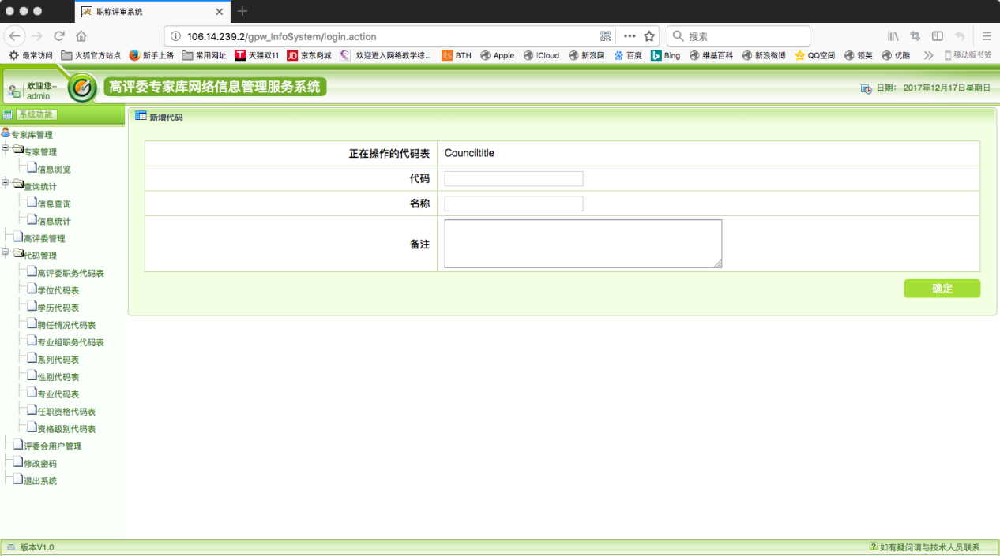 职称评审系统
106.14.239.2/gpw_InfoSystem/login.action
搜索
最常访问 火狐官方站点 新手上路 常用网址 T 天猫双11 JD 京东商城 欢迎进入网络教学综... its BTH Apple iCloud 新浪网 百度 Bing 维基百科 新浪微博 QQ空间 领英 优酷 移动版书签
欢迎您~
admin
高评委专家库网络信息管理服务系统
日期: 2017年12月17日星期日
系统功能
专家库管理
专家管理
信息浏览
查询统计
信息查询
信息统计
高评委管理
代码管理
高评委职务代码表
学位代码表
学历代码表
聘任情况代码表
专业组职务代码表
系列代码表
性别代码表
专业代码表
任职资格代码表
资格级别代码表
评委会用户管理
修改密码
退出系统
新增代码
正在操作的代码表 Counciltitle
代码
名称
备注
确定
版本V1.0
如有疑问请与技术人员联系